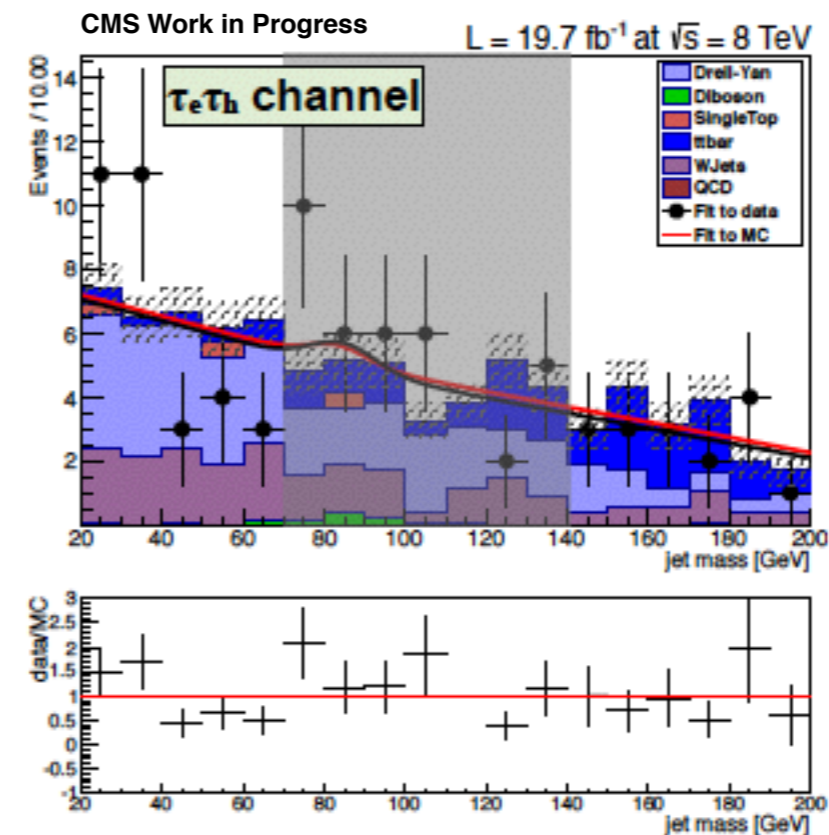 CMS Work in Progress
L = 19.7 fb⁻¹ at √s = 8 TeV
Events / 10.00
14
12
10
8
6
4
2
τₑτₕ channel
Drell-Yan
Diboson
SingleTop
ttbar
WJets
QCD
Fit to data
Fit to MC
20 40 60 80 100 120 140 160 180 200
jet mass [GeV]
data/MC
3
2.5
2
1.5
1
0.5
0
-0.5
-1
20 40 60 80 100 120 140 160 180 200
jet mass [GeV]